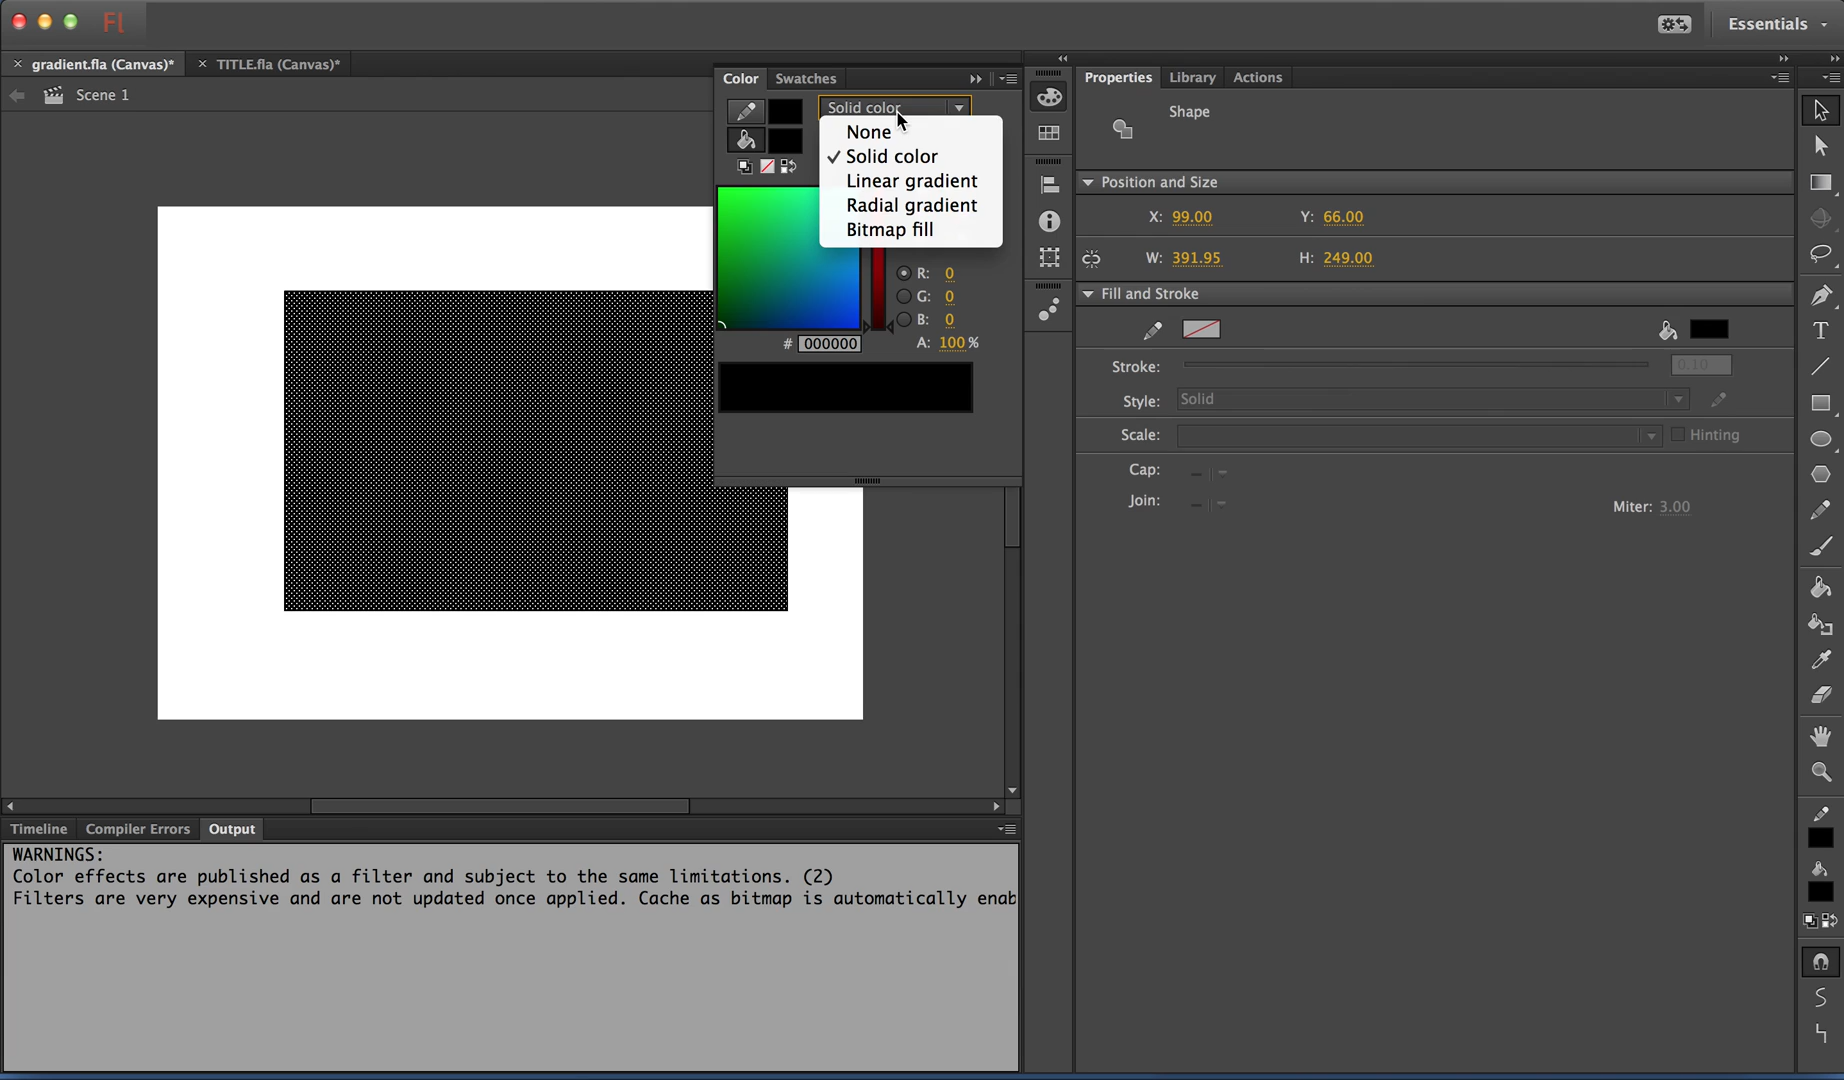 Fl
Essentials
gradient.fla (Canvas)*
TITLE.fla (Canvas)*
Scene 1
Color
Swatches
Solid color
None
Solid color
Linear gradient
Radial gradient
Bitmap fill
R: 0
G: 0
B: 0
# 000000
A: 100 %
Properties
Library
Actions
Shape
Position and Size
X: 99.00
Y: 66.00
W: 391.95
H: 249.00
Fill and Stroke
Stroke:
0.10
Style: Solid
Scale:
Hinting
Cap:
Join:
Miter: 3.00
T
Timeline
Compiler Errors
Output
WARNINGS:
Color effects are published as a filter and subject to the same limitations. (2)
Filters are very expensive and are not updated once applied. Cache as bitmap is automatically enab